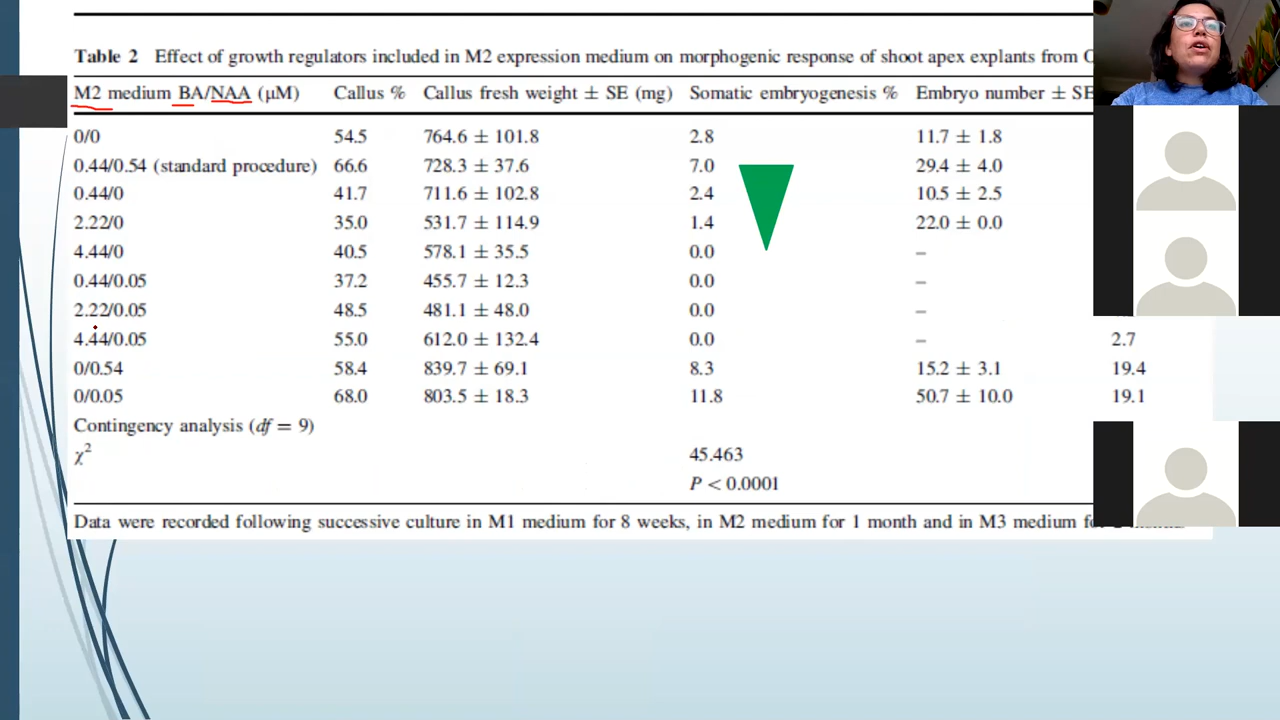 Table 2 Effect of growth regulators included in M2 expression medium on morphogenic response of shoot apex explants from
M2 medium BA/NAA (μM) Callus % Callus fresh weight ± SE (mg) Somatic embryogenesis % Embryo number ± SE
0/0 54.5 764.6 ± 101.8 2.8 11.7 ± 1.8
0.44/0.54 (standard procedure) 66.6 728.3 ± 37.6 7.0 29.4 ± 4.0
0.44/0 41.7 711.6 ± 102.8 2.4 10.5 ± 2.5
2.22/0 35.0 531.7 ± 114.9 1.4 22.0 ± 0.0
4.44/0 40.5 578.1 ± 35.5 0.0 –
0.44/0.05 37.2 455.7 ± 12.3 0.0 –
2.22/0.05 48.5 481.1 ± 48.0 0.0 –
4.44/0.05 55.0 612.0 ± 132.4 0.0 – 2.7
0/0.54 58.4 839.7 ± 69.1 8.3 15.2 ± 3.1 19.4
0/0.05 68.0 803.5 ± 18.3 11.8 50.7 ± 10.0 19.1
Contingency analysis (df = 9)
χ² 45.463
P < 0.0001
Data were recorded following successive culture in M1 medium for 8 weeks, in M2 medium for 1 month and in M3 medium